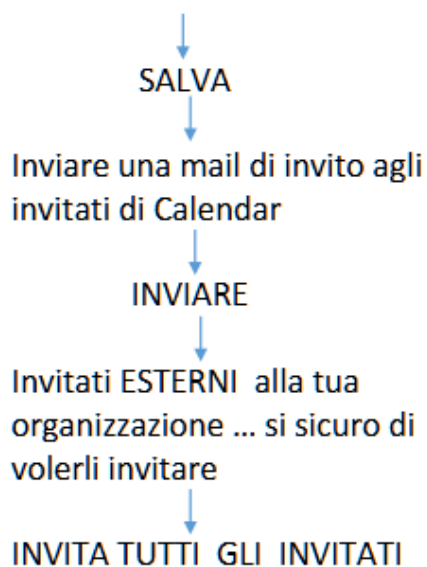 SALVA
Inviare una mail di invito agli
invitati di Calendar
INVIARE
Invitati ESTERNI alla tua
organizzazione ... si sicuro di
volerli invitare
INVITA TUTTI GLI INVITATI